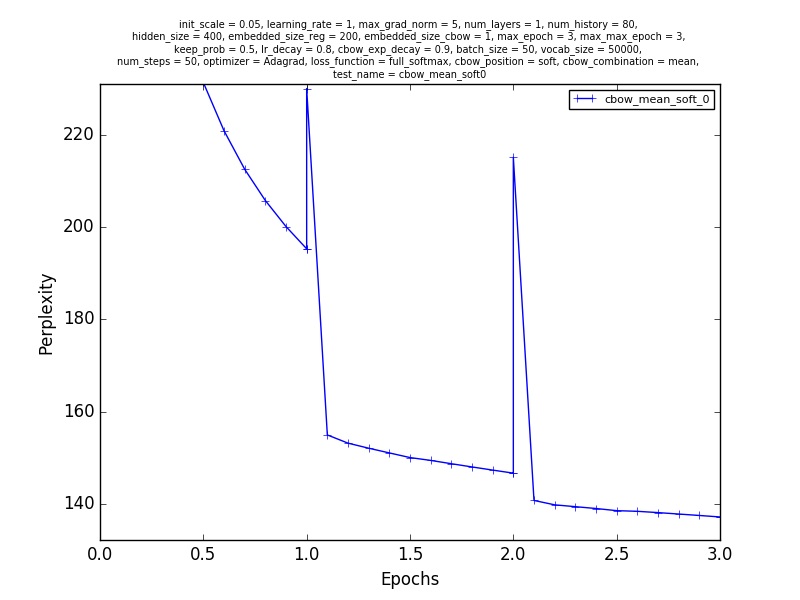 init_scale = 0.05, learning_rate = 1, max_grad_norm = 5, num_layers = 1, num_history = 80,
hidden_size = 400, embedded_size_reg = 200, embedded_size_cbow = 1, max_epoch = 3, max_max_epoch = 3,
keep_prob = 0.5, lr_decay = 0.8, cbow_exp_decay = 0.9, batch_size = 50, vocab_size = 50000,
num_steps = 50, optimizer = Adagrad, loss_function = full_softmax, cbow_position = soft, cbow_combination = mean,
test_name = cbow_mean_soft0
cbow_mean_soft_0
220
200
180
160
140
Perplexity
0.0 0.5 1.0 1.5 2.0 2.5 3.0
Epochs